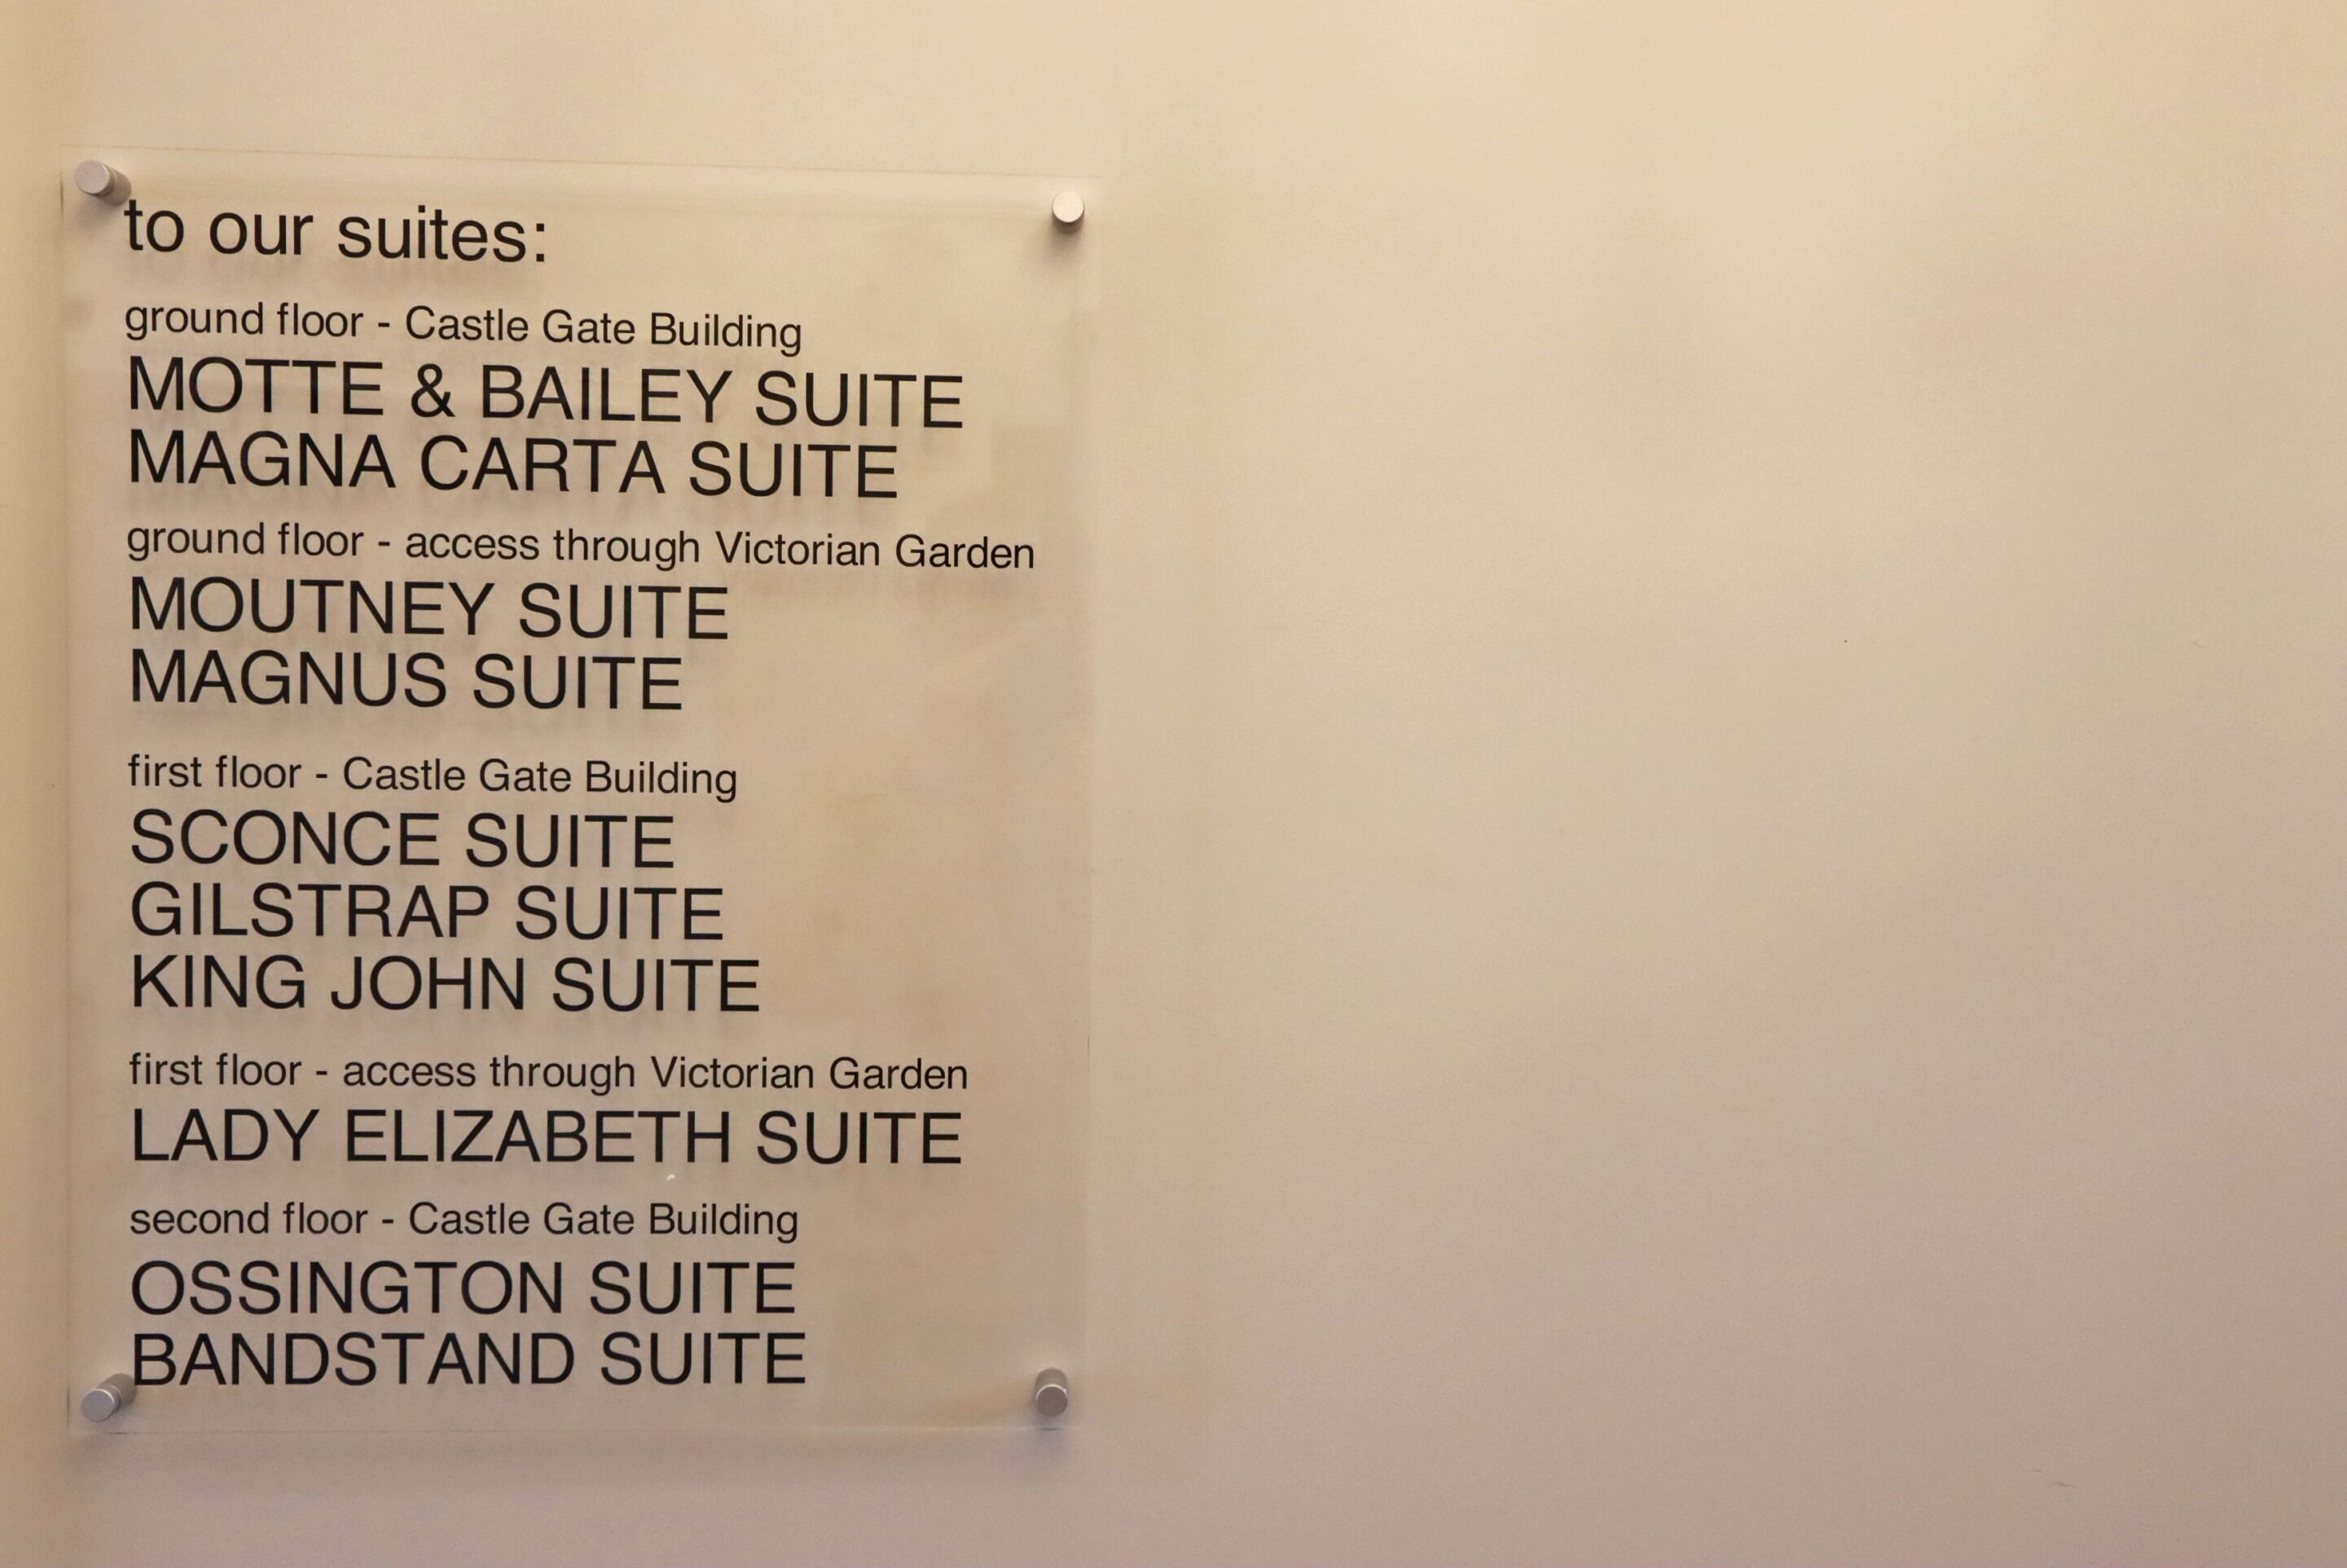 to our suites:
ground floor - Castle Gate Building
MOTTE & BAILEY SUITE
MAGNA CARTA SUITE
ground floor - access through Victorian Garden
MOUTNEY SUITE
MAGNUS SUITE
first floor - Castle Gate Building
SCONCE SUITE
GILSTRAP SUITE
KING JOHN SUITE
first floor - access through Victorian Garden
LADY ELIZABETH SUITE
second floor - Castle Gate Building
OSSINGTON SUITE
BANDSTAND SUITE